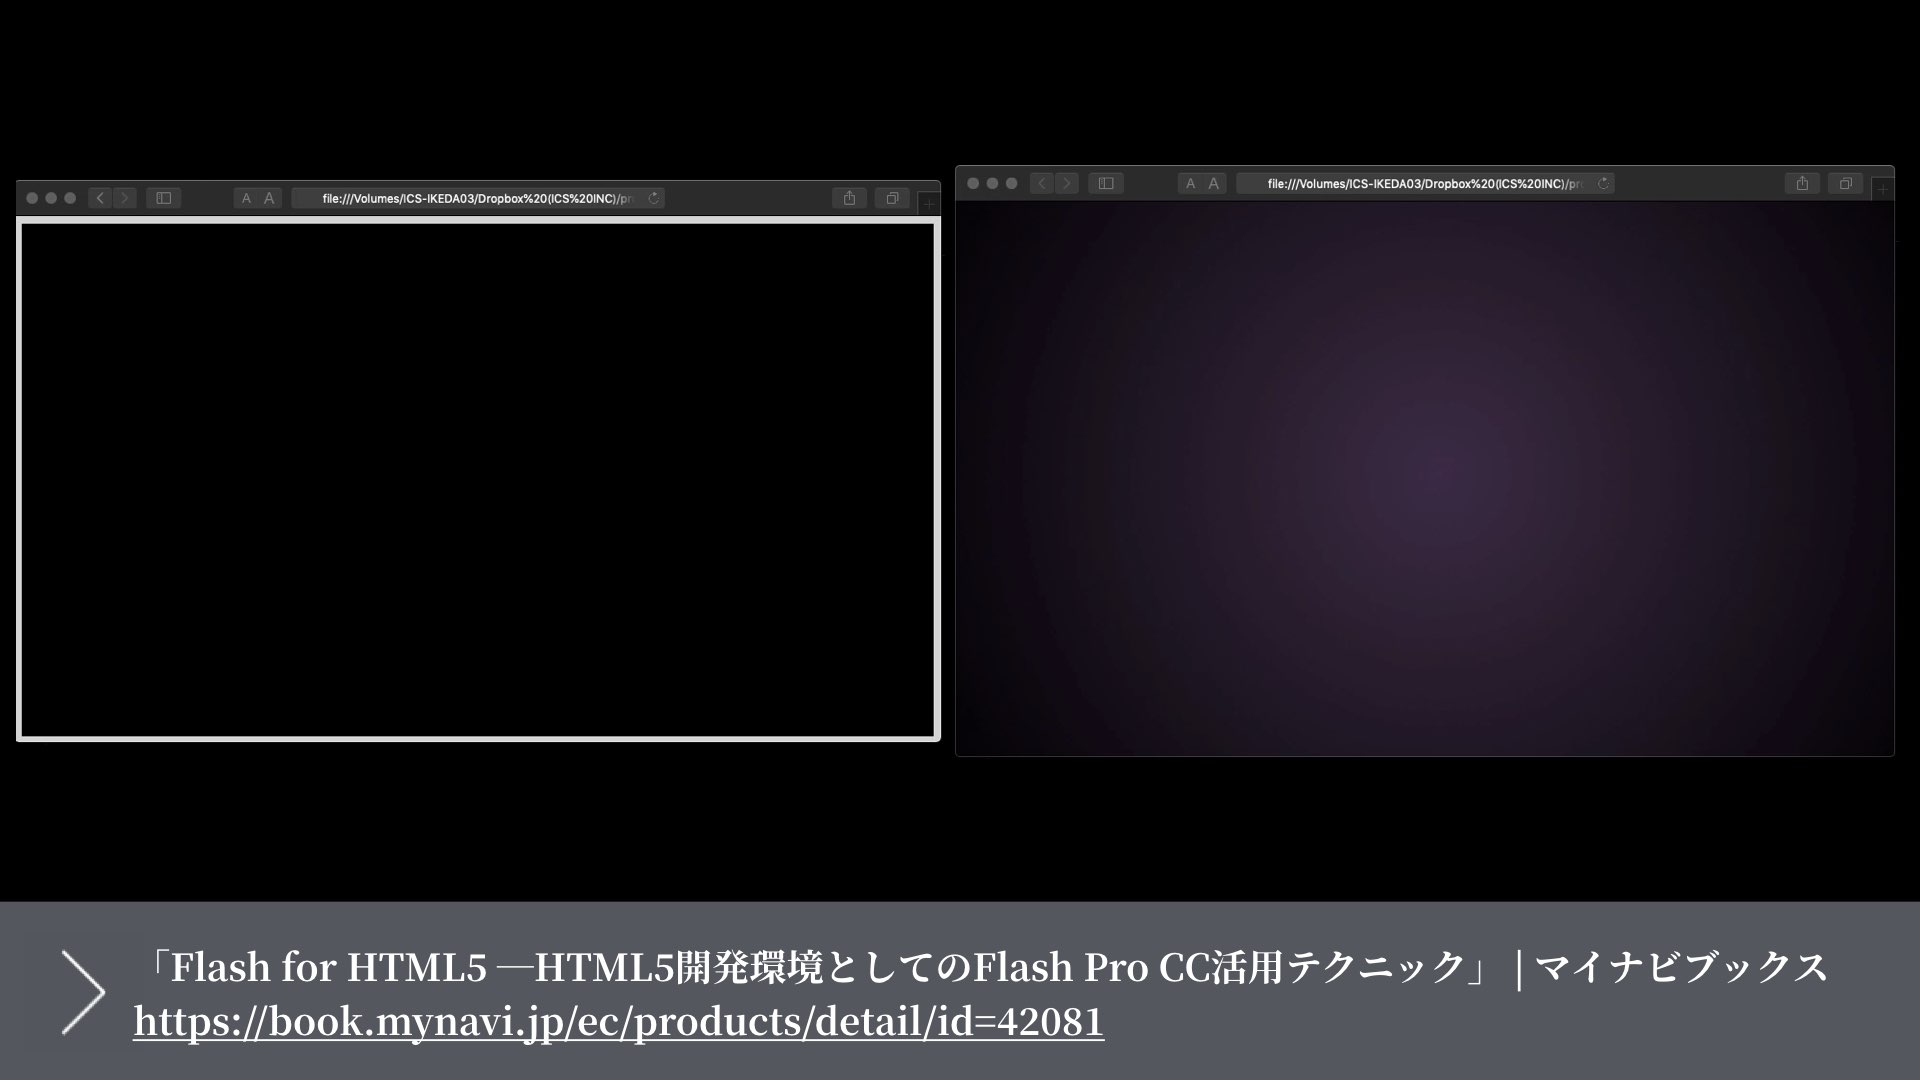 A A
file:///Volumes/ICS-IKEDA03/Dropbox%20(ICS%20INC)/pr
A A
file:///Volumes/ICS-IKEDA03/Dropbox%20(ICS%20INC)/pr
「Flash for HTML5 ―HTML5開発環境としてのFlash Pro CC活用テクニック」 | マイナビブックス
https://book.mynavi.jp/ec/products/detail/id=42081